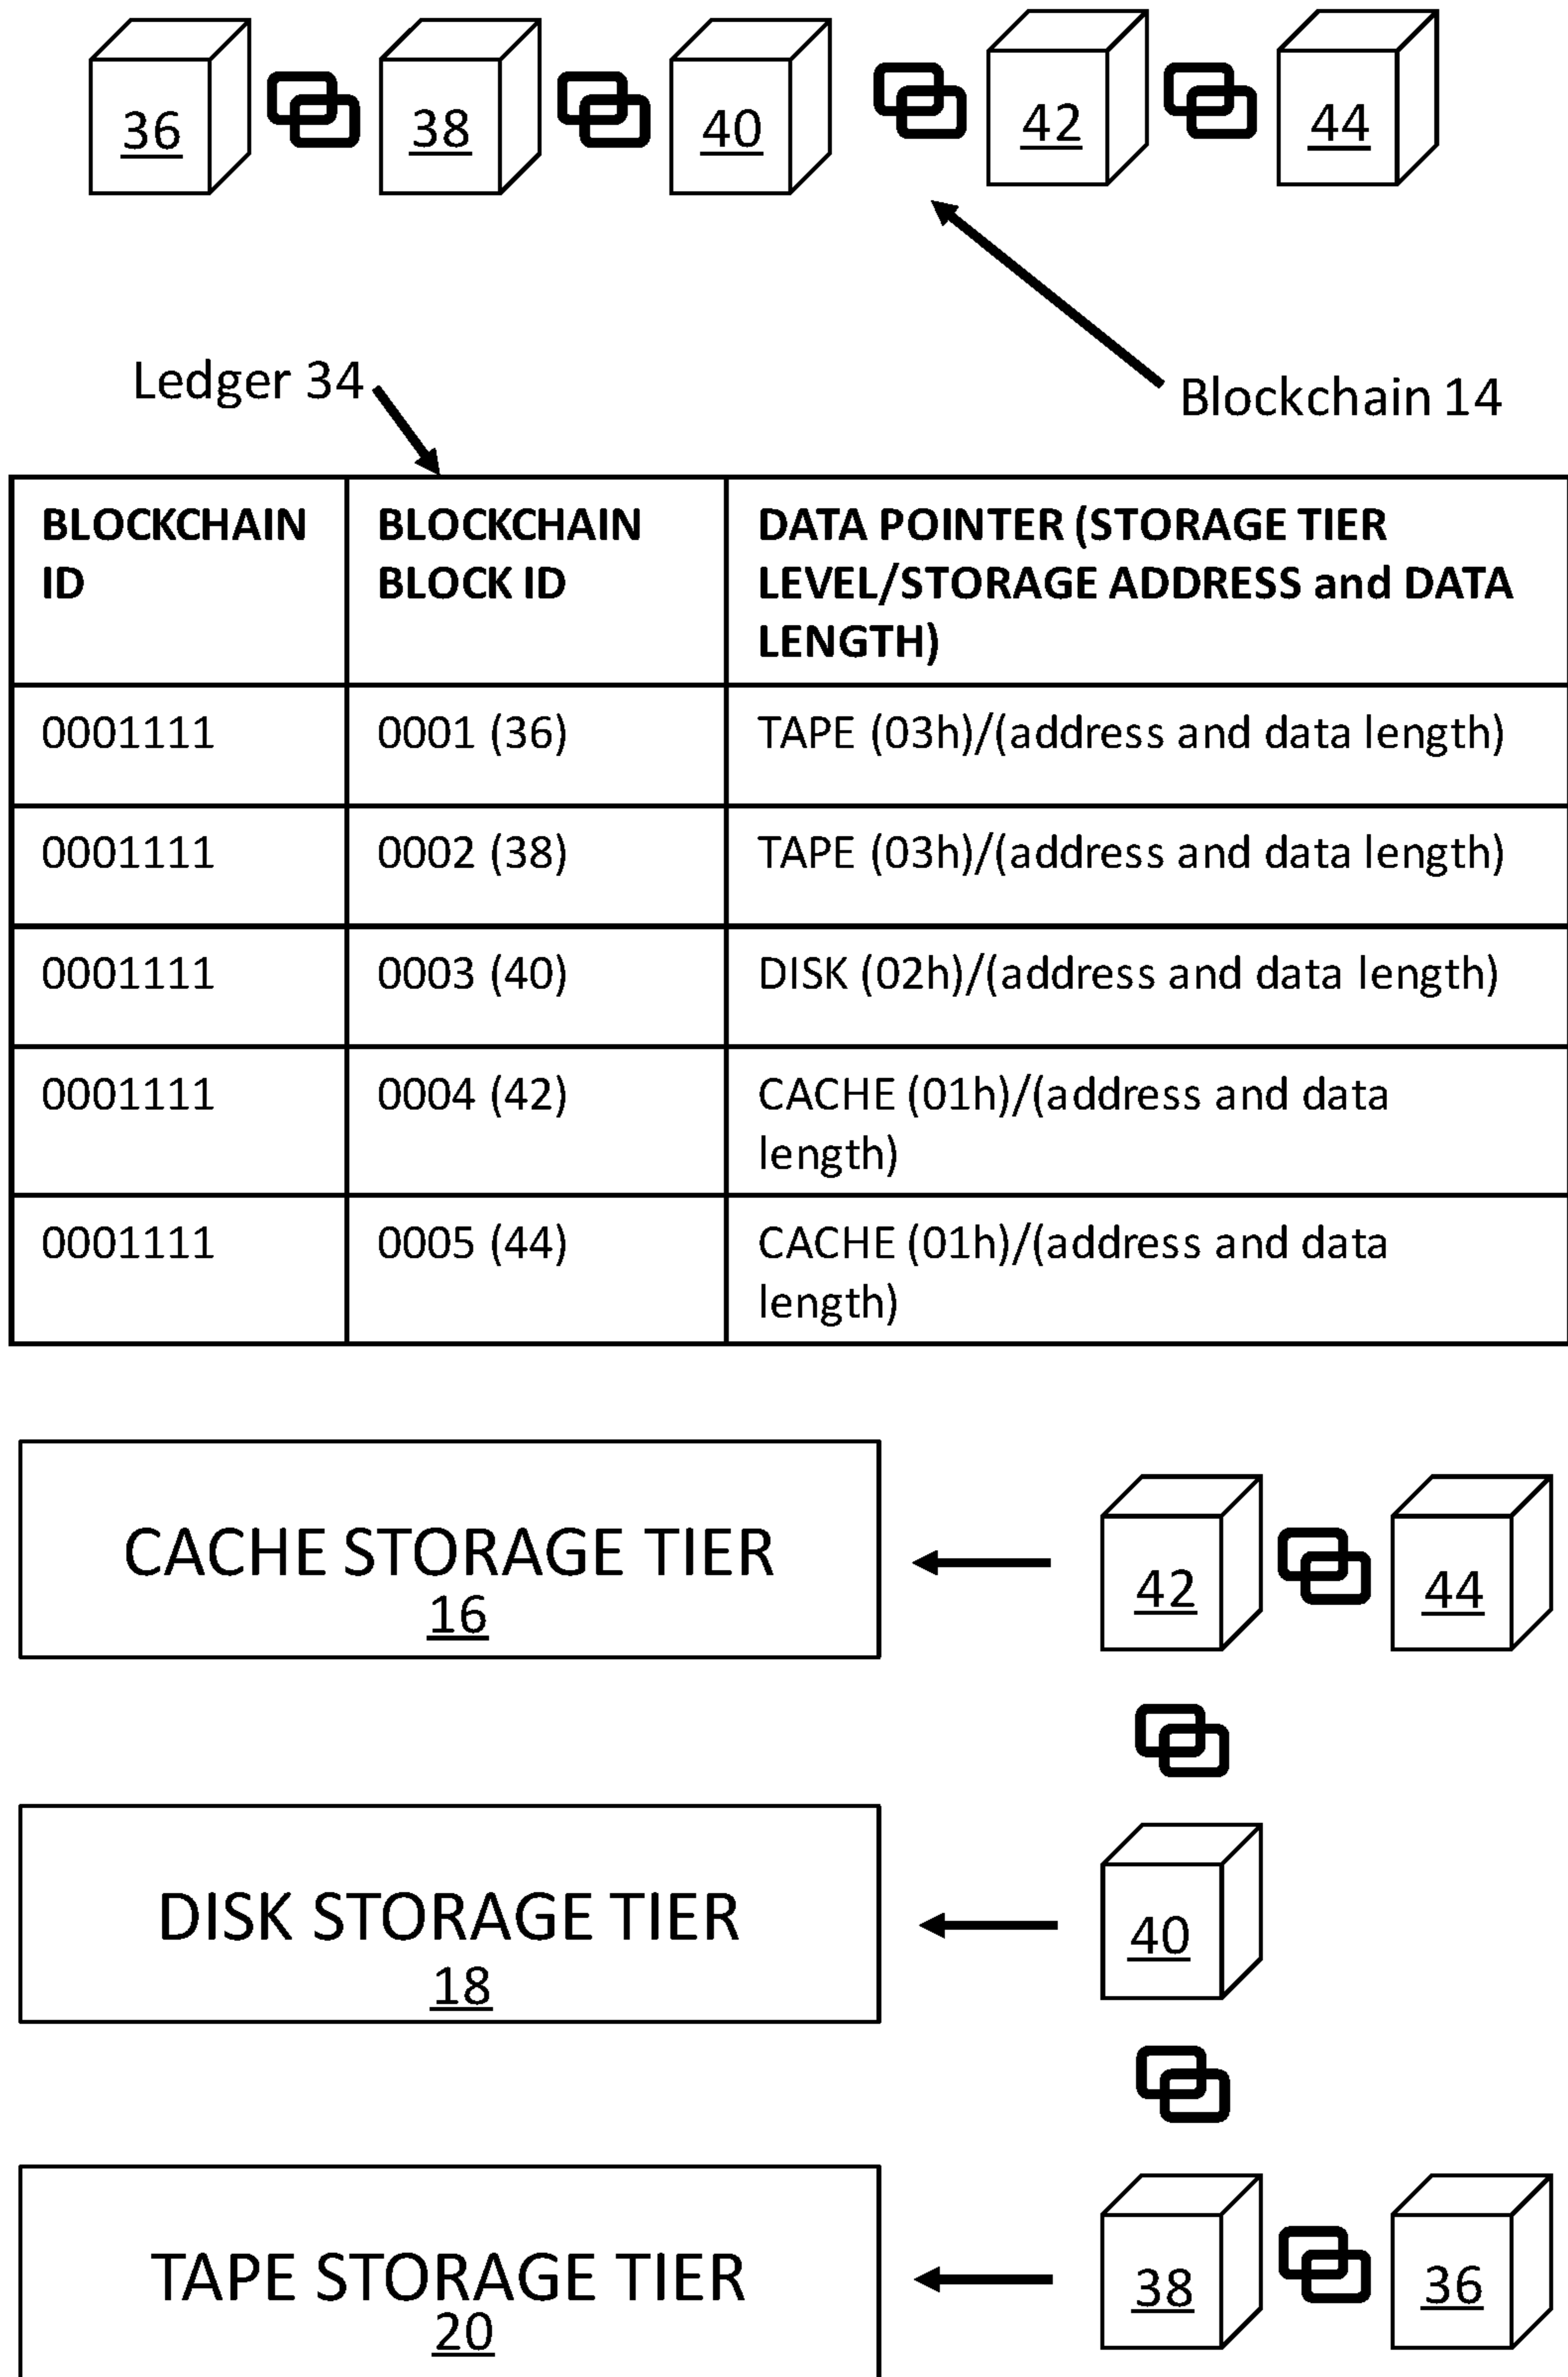 36 38 40 42 44
Ledger 34
Blockchain 14
BLOCKCHAIN ID BLOCKCHAIN BLOCK ID DATA POINTER (STORAGE TIER LEVEL/STORAGE ADDRESS and DATA LENGTH)
0001111 0001 (36) TAPE (03h)/(address and data length)
0001111 0002 (38) TAPE (03h)/(address and data length)
0001111 0003 (40) DISK (02h)/(address and data length)
0001111 0004 (42) CACHE (01h)/(address and data
length)
0001111 0005 (44) CACHE (01h)/(address and data
length)
CACHE STORAGE TIER
16
42 44
DISK STORAGE TIER
18
40
TAPE STORAGE TIER
20
38 36